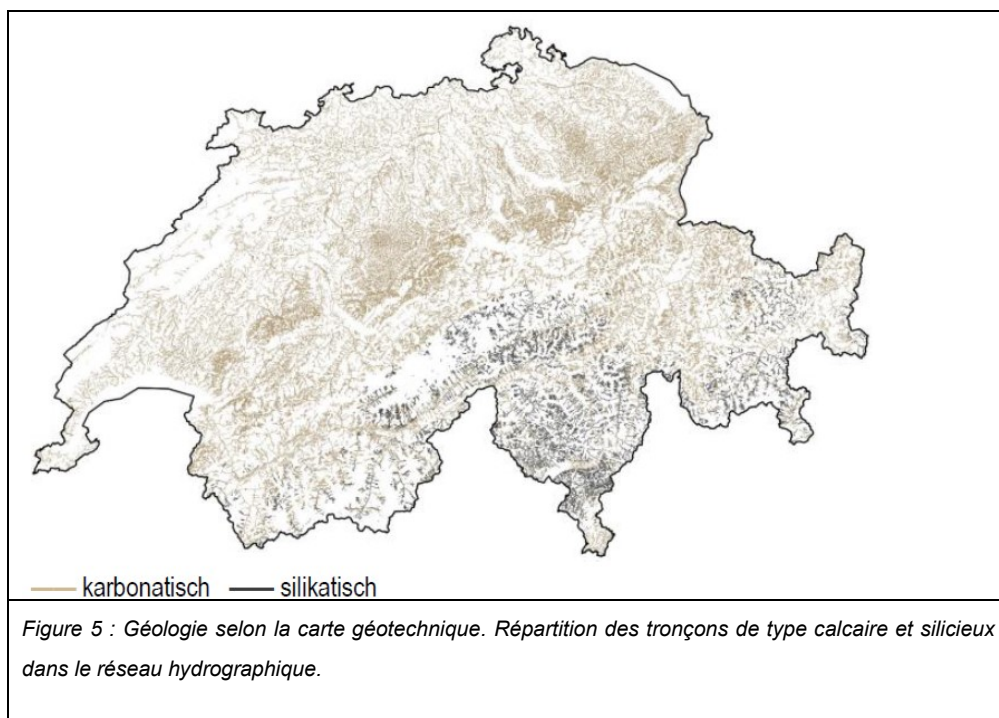 karbonatisch silikatisch
Figure 5 : Géologie selon la carte géotechnique. Répartition des tronçons de type calcaire et silicieux
dans le réseau hydrographique.